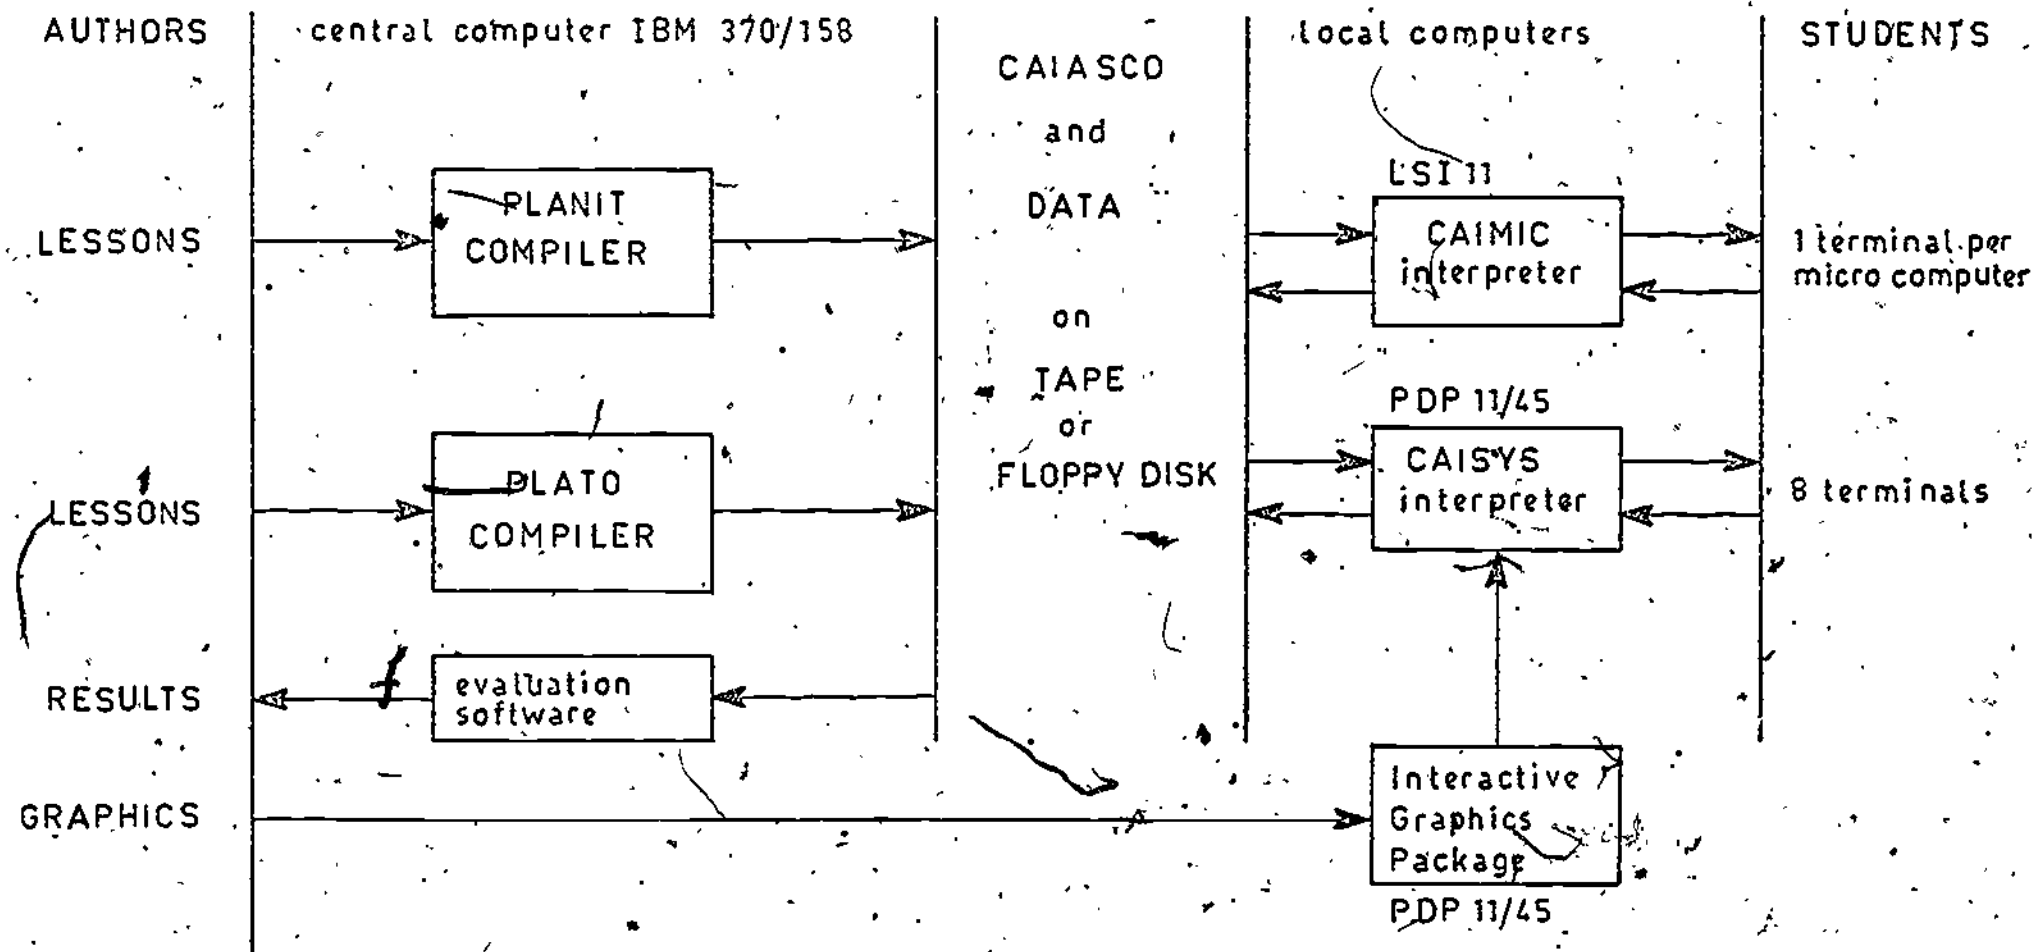 AUTHORS
central computer IBM 370/158
CAIASCO
and
DATA
on
TAPE
or
FLOPPY DISK
local computers
STUDENTS
LESSONS
PLANIT
COMPILER
LSI 11
CAIMIC
interpreter
1 terminal per
micro computer
LESSONS
PLATO
COMPILER
PDP 11/45
CAISYS
interpreter
8 terminals
RESULTS
evaluation
software
GRAPHICS
Interactive
Graphics
Package
PDP 11/45